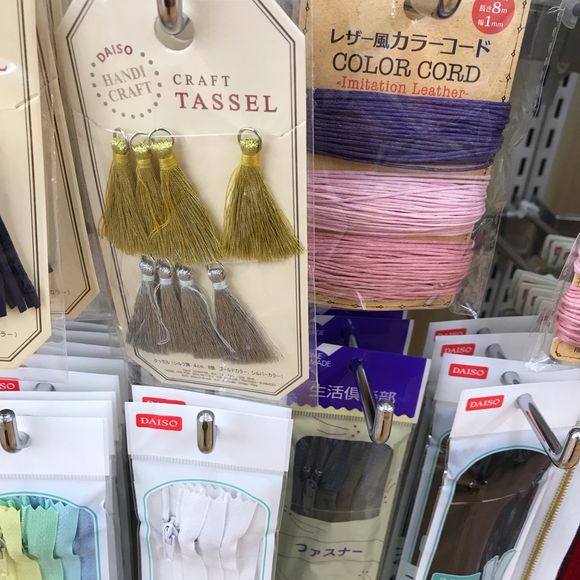 DAISO
HANDI
CRAFT
CRAFT
TASSEL
長さ8m
幅1mm
レザー風カラーコード
COLOR CORD
-Imitation Leather-
生活倶楽部
DAISO
DAISO
DAISO
DAISO
DAISO
DAISO
ファスナー